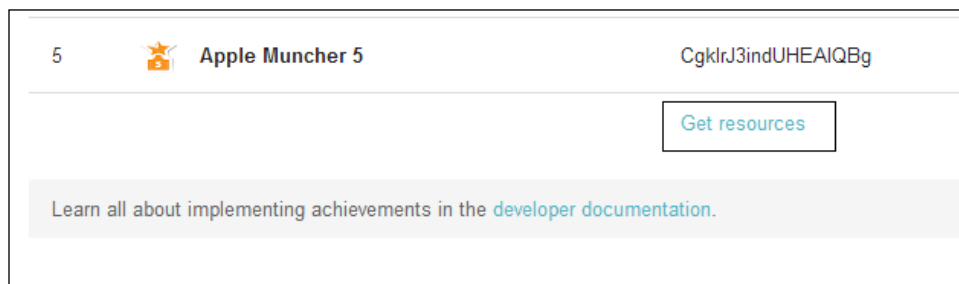 5 Apple Muncher 5 CgkIrJ3indUHEAIQBg
Get resources
Learn all about implementing achievements in the developer documentation.